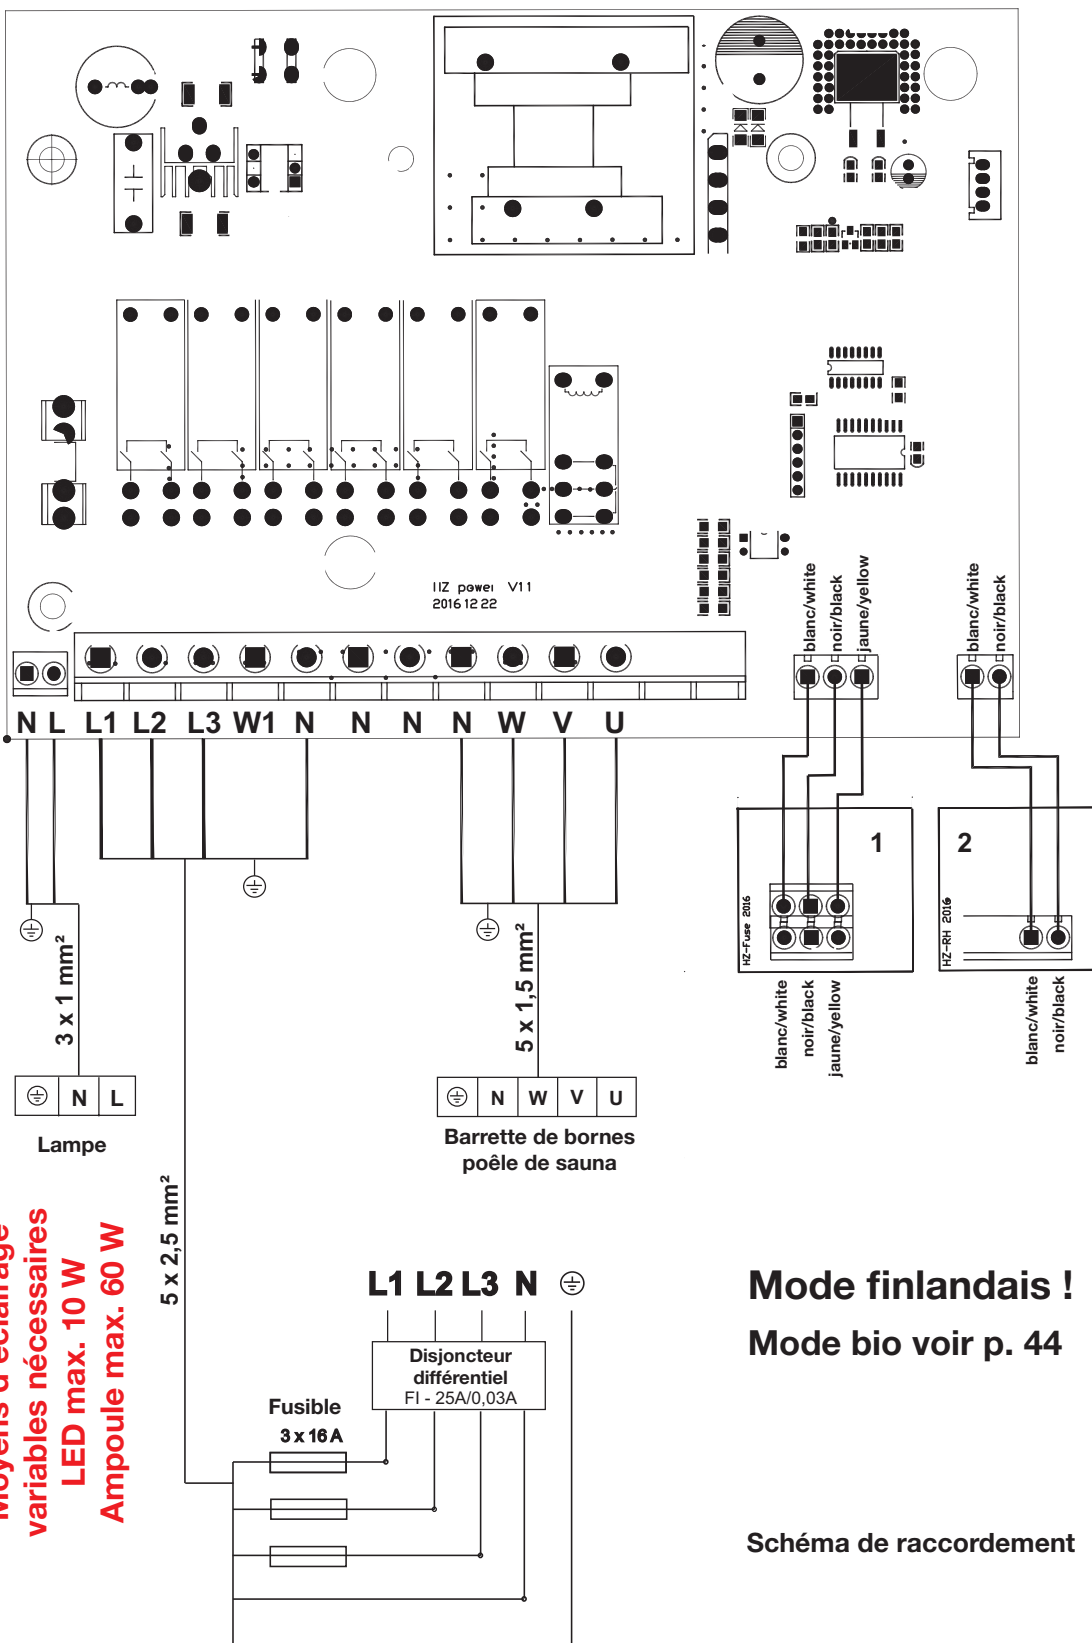 HZ power V11
2016 12 22
blanc/white
noir/black
jaune/yellow
blanc/white
noir/black
N L L1 L2 L3 W1 N N N N W V U
1
2
HZ-Fuse 2016
HZ-RH 2016
blanc/white
noir/black
jaune/yellow
blanc/white
noir/black
3 x 1 mm²
5 x 1,5 mm²
N L
Lampe
N W V U
Barrette de bornes
poêle de sauna
5 x 2,5 mm²
Moyens d'éclairage
variables nécessaires
LED max. 10 W
Ampoule max. 60 W
L1 L2 L3 N
Disjoncteur
différentiel
FI - 25A/0,03A
Fusible
3 x 16 A
Mode finlandais !
Mode bio voir p. 44
Schéma de raccordement